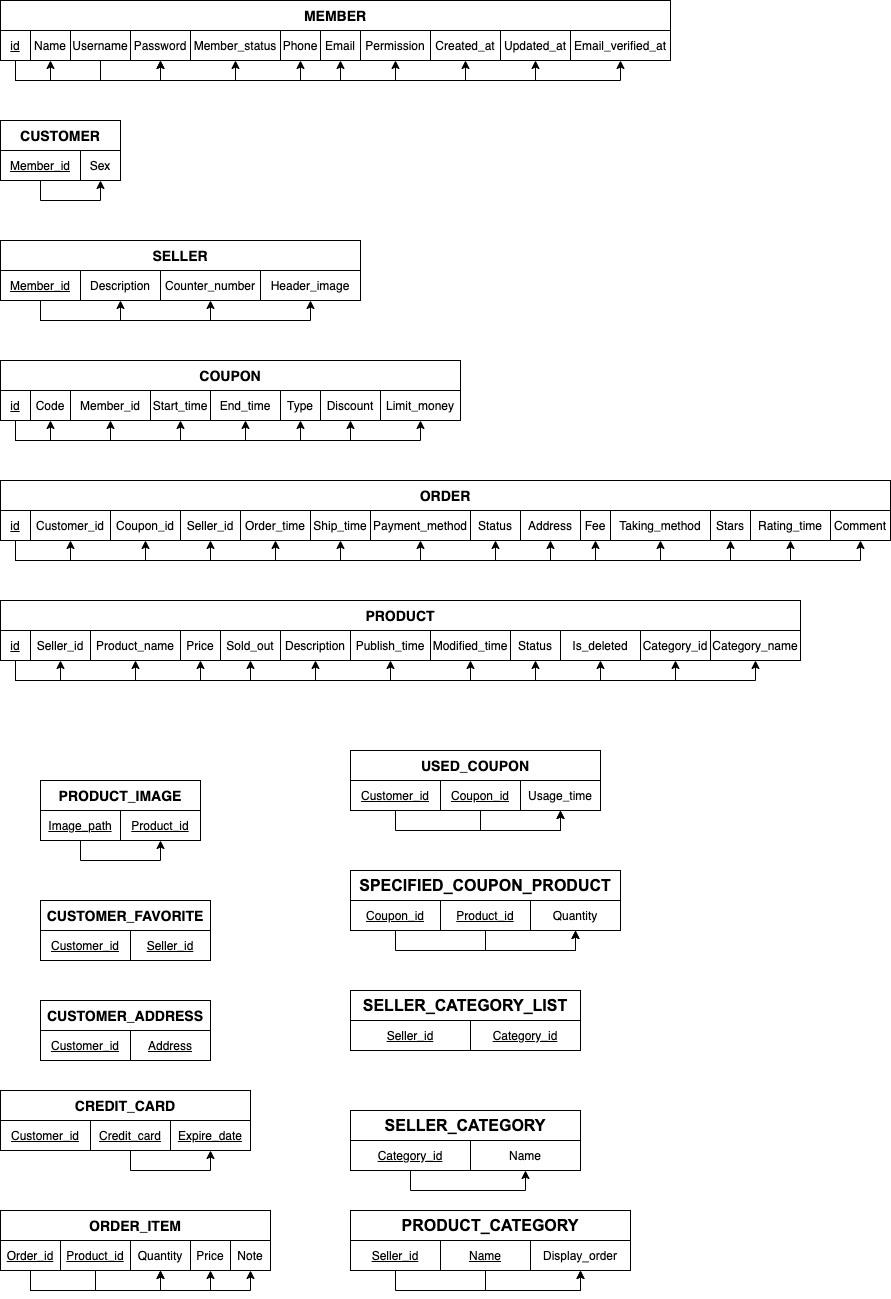 MEMBER
id Name Username Password Member_status Phone Email Permission Created_at Updated_at Email_verified_at
CUSTOMER
Member_id Sex
SELLER
Member_id Description Counter_number Header_image
COUPON
id Code Member_id Start_time End_time Type Discount Limit_money
ORDER
id Customer_id Coupon_id Seller_id Order_time Ship_time Payment_method Status Address Fee Taking_method Stars Rating_time Comment
PRODUCT
id Seller_id Product_name Price Sold_out Description Publish_time Modified_time Status Is_deleted Category_id Category_name
PRODUCT_IMAGE
Image_path Product_id
CUSTOMER_FAVORITE
Customer_id Seller_id
CUSTOMER_ADDRESS
Customer_id Address
CREDIT_CARD
Customer_id Credit_card Expire_date
ORDER_ITEM
Order_id Product_id Quantity Price Note
USED_COUPON
Customer_id Coupon_id Usage_time
SPECIFIED_COUPON_PRODUCT
Coupon_id Product_id Quantity
SELLER_CATEGORY_LIST
Seller_id Category_id
SELLER_CATEGORY
Category_id Name
PRODUCT_CATEGORY
Seller_id Name Display_order